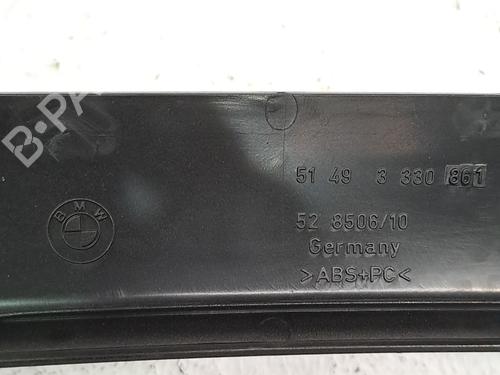 B-PA
51 49 3 330 861
BMW
52 8506/10
Germany
>ABS+PC<